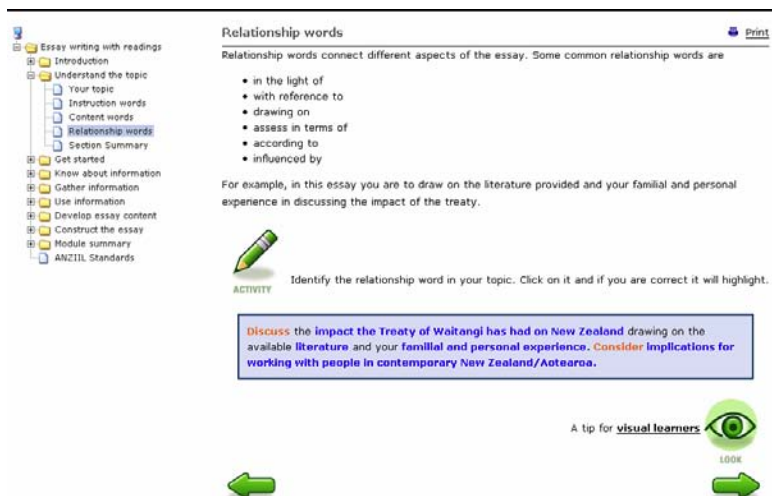 Essay writing with readings
Introduction
Understand the topic
Your topic
Instruction words
Content words
Relationship words
Section Summary
Get started
Know about information
Gather information
Use information
Develop essay content
Construct the essay
Module summary
ANZIIL Standards
Relationship words
Print
Relationship words connect different aspects of the essay. Some common relationship words are
• in the light of
• with reference to
• drawing on
• assess in terms of
• according to
• influenced by
For example, in this essay you are to draw on the literature provided and your familial and personal
experience in discussing the impact of the treaty.
ACTIVITY
Identify the relationship word in your topic. Click on it and if you are correct it will highlight.
Discuss the impact the Treaty of Waitangi has had on New Zealand drawing on the
available literature and your familial and personal experience. Consider implications for
working with people in contemporary New Zealand/Aotearoa.
A tip for visual learners
LOOK